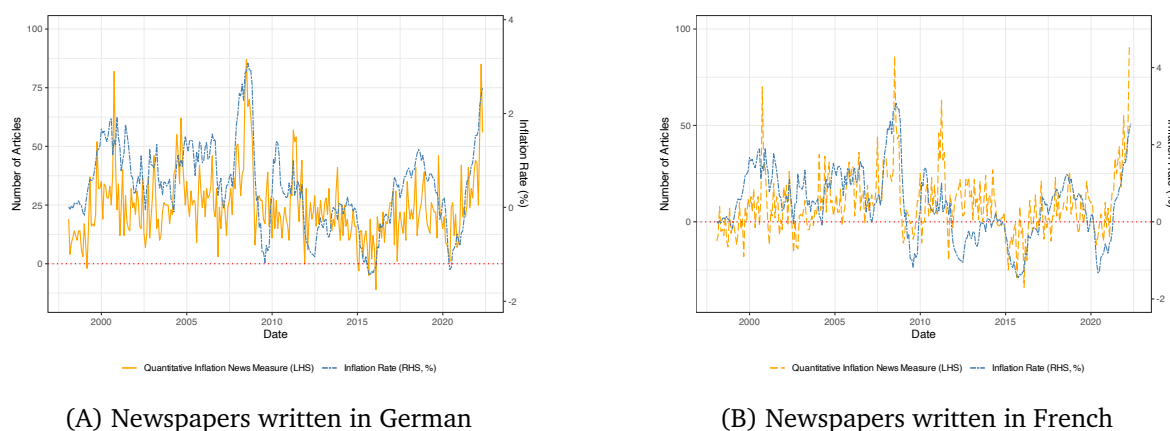 100
75
50
25
0
Number of Articles
4
2
0
-2
Inflation Rate (%)
2000 2005 2010 2015 2020
Date
Quantitative Inflation News Measure (LHS) Inflation Rate (RHS, %)
(A) Newspapers written in German
100
50
0
Number of Articles
4
2
0
-2
2000 2005 2010 2015 2020
Date
Quantitative Inflation News Measure (LHS) Inflation Rate (RHS, %)
(B) Newspapers written in French